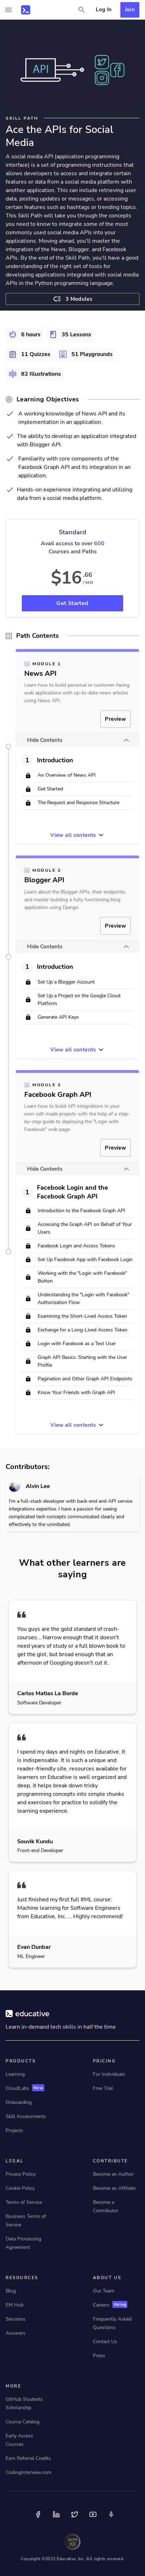 Log In
Join
API
SKILL PATH
Ace the APIs for Social
Media
A social media API (application programming
interface) is a set of programming instructions that
allows developers to access and interact with data
and features of a social media platform or website
from another application. This can include retrieving
user data, publishing posts, updating statuses or
messages, or accessing certain features such as
streaming or trending topics. This Skill Path will take
you through the intricacies of some of the
commonly used social media APIs into your
applications. Moving ahead, you'll master the
integration of the News, Blogger, and Facebook
APIs. By the end of the Skill Path, you'll have a good
understanding of the right set of tools for
developing applications integrated with social media
APIs in the Python programming language.
3 Modules
6 hours
35 Lessons
11 Quizzes
51 Playgrounds
82 Illustrations
Learning Objectives
A working knowledge of News API and its
implementation in an application.
The ability to develop an application integrated
with Blogger API.
Familiarity with core components of the
Facebook Graph API and its integration in an
application.
Hands-on experience integrating and utilizing
data from a social media platform.
Standard
Avail access to over 600
Courses and Paths
$16.66
/ MO
Get Started
Path Contents
MODULE 1
News API
Learn how to build personal or customer-facing
web applications with up-to-date news articles
using News API.
Preview
Hide Contents
1 Introduction
An Overview of News API
Get Started
The Request and Response Structure
View all contents
MODULE 2
Blogger API
Learn about the Blogger APIs, their endpoints,
and master building a fully functioning blog
application using Django.
Preview
Hide Contents
1 Introduction
Set Up a Blogger Account
Set Up a Project on the Google Cloud
Platform
Generate API Keys
View all contents
MODULE 3
Facebook Graph API
Learn how to build API integrations in your
own self-made projects with the help of a step-
by-step guide to deploying the "Login with
Facebook" web page.
Preview
Hide Contents
1 Facebook Login and the
Facebook Graph API
Introduction to the Facebook Graph API
Accessing the Graph API on Behalf of Your
Users
Facebook Login and Access Tokens
Set Up Facebook App with Facebook Login
Working with the "Login with Facebook"
Button
Understanding the "Login with Facebook"
Authorization Flow
Examining the Short-Lived Access Token
Exchange for a Long-Lived Access Token
Login with Facebook as a Test User
Graph API Basics: Starting with the User
Profile
Pagination and Other Graph API Endpoints
Know Your Friends with Graph API
View all contents
Contributors:
Alvin Lee
I'm a full-stack developer with back-end and API service
integrations expertise. I have a passion for seeing
complicated tech concepts communicated clearly and
effectively to the uninitiated.
What other learners are
saying
You guys are the gold standard of crash-
courses... Narrow enough that it doesn't
need years of study or a full blown book to
get the gist, but broad enough that an
afternoon of Googling doesn't cut it.
Carlos Matias La Borde
Software Developer
I spend my days and nights on Educative. It
is indispensable. It is such a unique and
reader-friendly site, resources available for
learners on Educative is well organized and
deep. It helps break down tricky
programming concepts into bite-sized
chunks and shares best practices for your
coding style to solidify the immersive
learning experience.
Souvik Kundu
Front-end Developer
Just finished my first full #ML course:
Machine learning for Software Engineers
from Educative, Inc. ... Highly recommend!
Evan Dunbar
ML Engineer
educative
Learn in-demand tech skills in half the time
PRODUCTS
Learning
CloudLabs New
Onboarding
Skill Assessments
Projects
PRICING
For Individuals
Free Trial
LEGAL
Privacy Policy
Cookie Policy
Terms of Service
Business Terms of
Service
Data Processing
Agreement
CONTRIBUTE
Become an Author
Become an Affiliate
Become a
Contributor
RESOURCES
Blog
EM Hub
Sessions
Answers
ABOUT US
Our Team
Careers Hiring
Frequently Asked
Questions
Contact Us
Press
MORE
GitHub Students
Scholarship
Course Catalog
Early Access
Courses
Earn Referral Credits
CodingInterview.com
Copyright ©2023 Educative, Inc. All rights reserved.